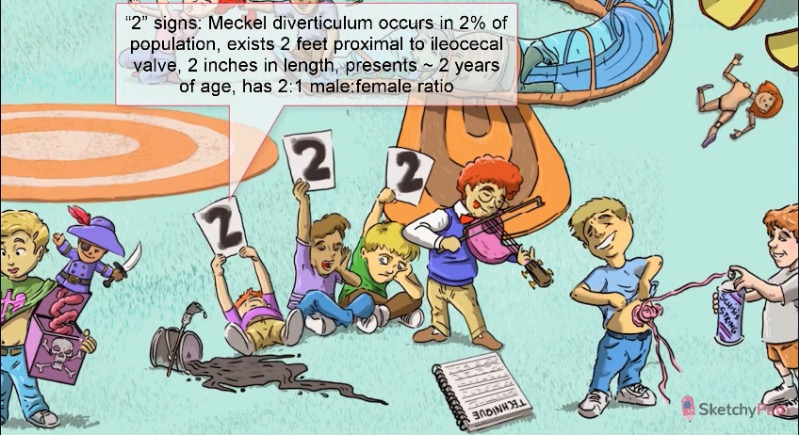 “2” signs: Meckel diverticulum occurs in 2% of
population, exists 2 feet proximal to ileocecal
valve, 2 inches in length, presents ~ 2 years
of age, has 2:1 male:female ratio
2
2
2
STRING
TECHNIQUE